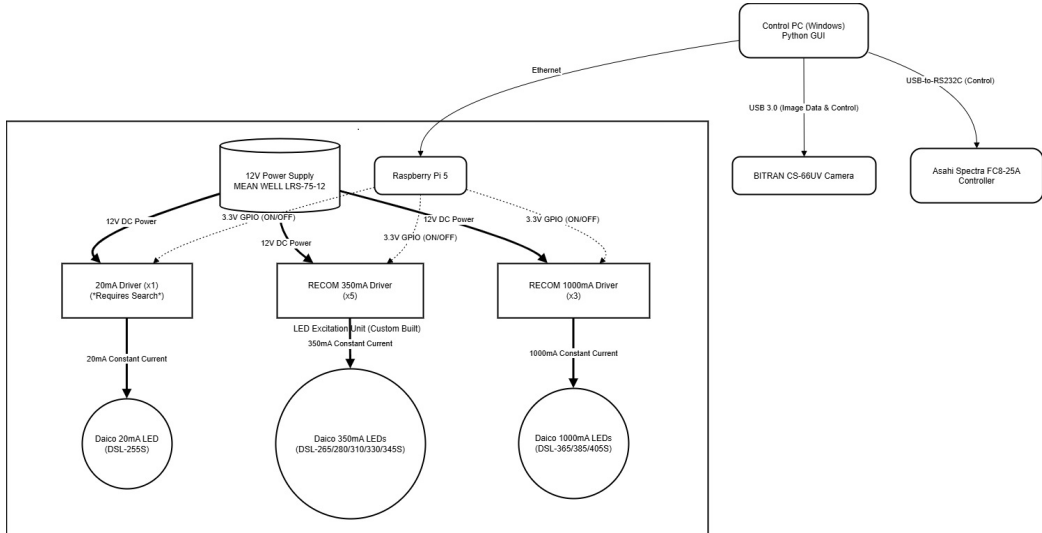 Control PC (Windows)
Python GUI
Ethernet
USB-to-RS232C (Control)
USB 3.0 (Image Data & Control)
12V Power Supply
MEAN WELL LRS-75-12
Raspberry Pi 5
BITRAN CS-66UV Camera
Asahi Spectra FC8-25A
Controller
12V DC Power
3.3V GPIO (ON/OFF)
12V DC Power
3.3V GPIO (ON/OFF)
12V DC Power
3.3V GPIO (ON/OFF)
20mA Driver (x1)
(*Requires Search*)
RECOM 350mA Driver
(x5)
RECOM 1000mA Driver
(x3)
LED Excitation Unit (Custom Built)
350mA Constant Current
20mA Constant Current
1000mA Constant Current
Daico 20mA LED
(DSL-255S)
Daico 350mA LEDs
(DSL-265/280/310/330/345S)
Daico 1000mA LEDs
(DSL-365/385/405S)